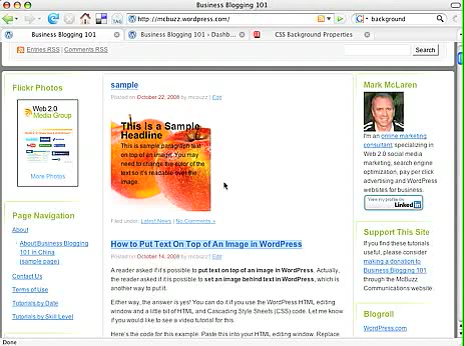 Business Blogging 101
http://mcbuzz.wordpress.com/
background
Business Blogging 101
Business Blogging 101 - Dashb...
CSS Background Properties
Entries RSS | Comments RSS
Search
Flickr Photos
Web 2.0
Media Group
More Photos
Page Navigation
About
About Business Blogging
101 in China
(sample page)
Contact Us
Terms of Use
Tutorials by Date
Tutorials by Skill Level
sample
Posted on October 22, 2008 by mcbuzz | Edit
This is a Sample
Headline
This is sample paragraph text
on top of an image. You may
need to change the color of the
text so it's readable over the
image.
Filed under: Latest News | No Comments »
How to Put Text On Top of An Image in WordPress
Posted on October 14, 2008 by mcbuzz | Edit
A reader asked if it's possible to put text on top of an image in WordPress. Actually,
the reader asked if it is possible to set an image behind text in WordPress, which is
another way to put it.
Either way, the answer is yes! You can do it if you use the WordPress HTML editing
window and a little bit of HTML and Cascading Style Sheets (CSS) code. Let me know
if you would like to see a video tutorial for this.
Here's the code for this example. Paste this into your HTML editing window. Replace
Mark McLaren
I'm an online marketing
consultant specializing in
Web 2.0 social media
marketing, search engine
optimization, pay per click
advertising and WordPress
websites for business.
View my profile on
LinkedIn
Support This Site
If you find these tutorials
useful, please consider
making a donation to
Business Blogging 101
through the McBuzz
Communications website.
Blogroll
WordPress.com
Done